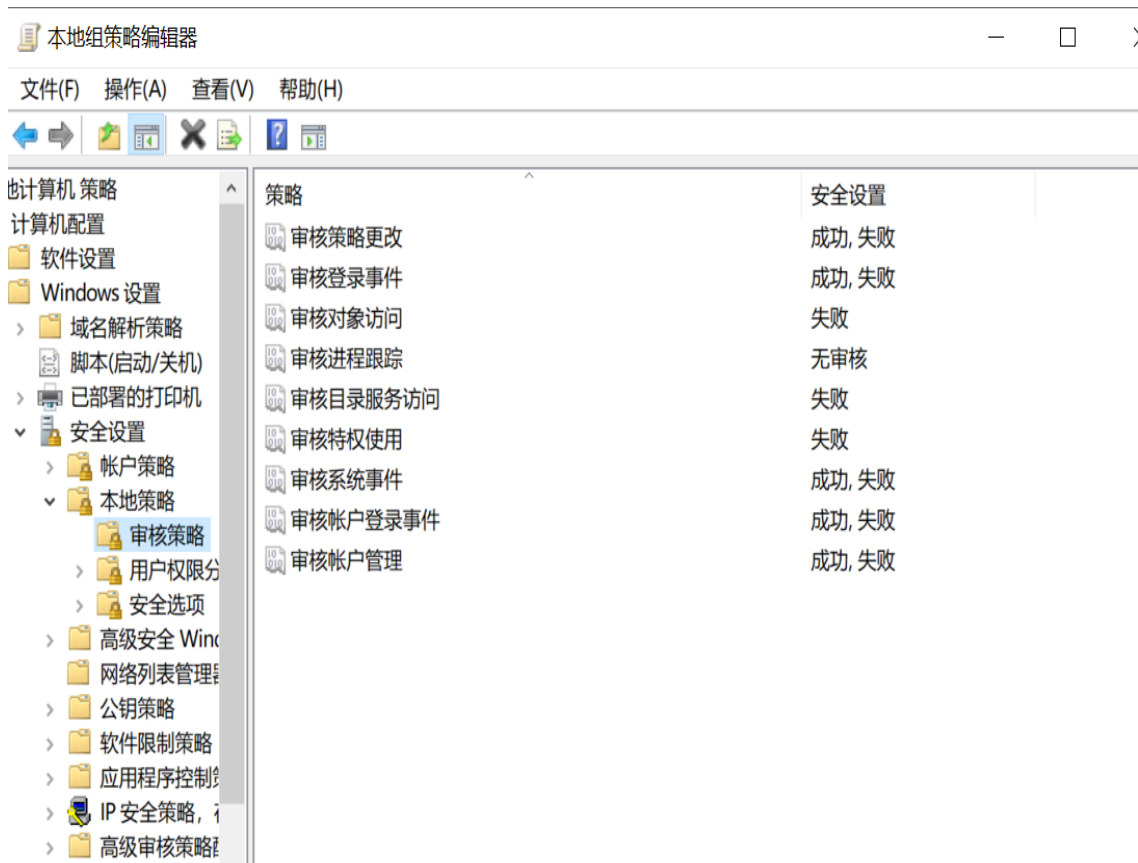 本地组策略编辑器
文件(F) 操作(A) 查看(V) 帮助(H)
地计算机 策略
计算机配置
软件设置
Windows 设置
域名解析策略
脚本(启动/关机)
已部署的打印机
安全设置
帐户策略
本地策略
审核策略
用户权限分
安全选项
高级安全 Wind
网络列表管理器
公钥策略
软件限制策略
应用程序控制策
IP 安全策略，在
高级审核策略配
策略 安全设置
审核策略更改 成功, 失败
审核登录事件 成功, 失败
审核对象访问 失败
审核进程跟踪 无审核
审核目录服务访问 失败
审核特权使用 失败
审核系统事件 成功, 失败
审核帐户登录事件 成功, 失败
审核帐户管理 成功, 失败